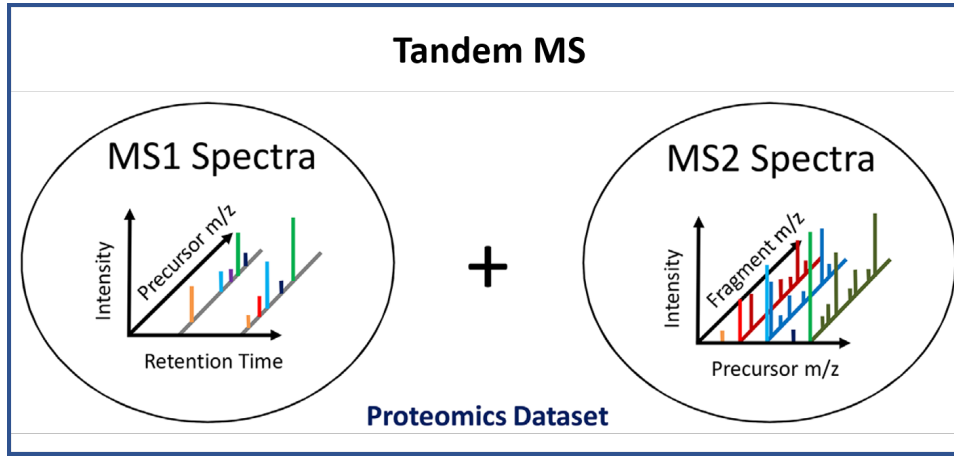 Tandem MS
MS1 Spectra
Intensity
Precursor m/z
Retention Time
+
MS2 Spectra
Intensity
Fragment m/z
Precursor m/z
Proteomics Dataset